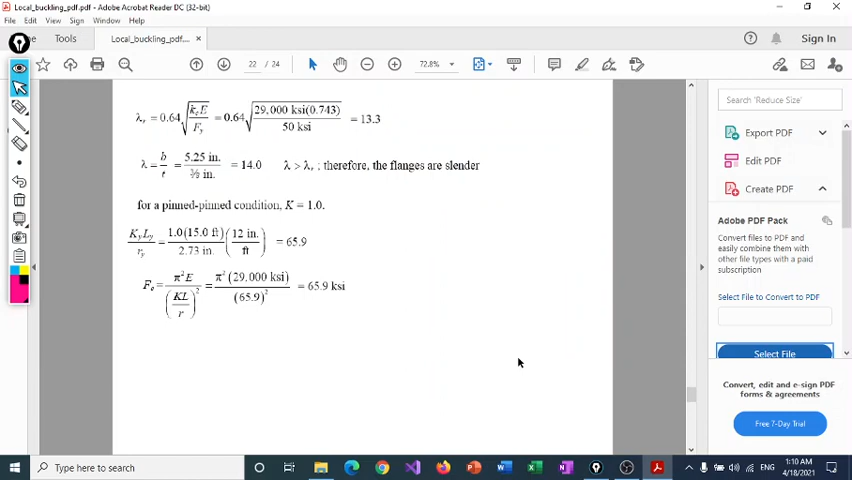 Local_buckling_pdf.pdf - Adobe Acrobat Reader DC (32-bit)
File Edit View Sign Window Help
Tools Local_buckling_pdf.... × Sign In
22 / 24 72.8%
λr = 0.64 √(kcE / Fy) = 0.64 √(29,000 ksi(0.743) / 50 ksi) = 13.3
λ = b/t = 5.25 in. / ⅜ in. = 14.0 λ > λr ; therefore, the flanges are slender
for a pinned-pinned condition, K = 1.0.
KyLy / ry = 1.0(15.0 ft) / 2.73 in. (12 in. / ft) = 65.9
Fe = π²E / (KL/r)² = π²(29,000 ksi) / (65.9)² = 65.9 ksi
Search 'Reduce Size'
Export PDF
Edit PDF
Create PDF
Adobe PDF Pack
Convert files to PDF and
easily combine them with
other file types with a paid
subscription
Select File to Convert to PDF
Select File
Convert, edit and e-sign PDF
forms & agreements
Free 7-Day Trial
Type here to search
ENG
1:10 AM
4/18/2021